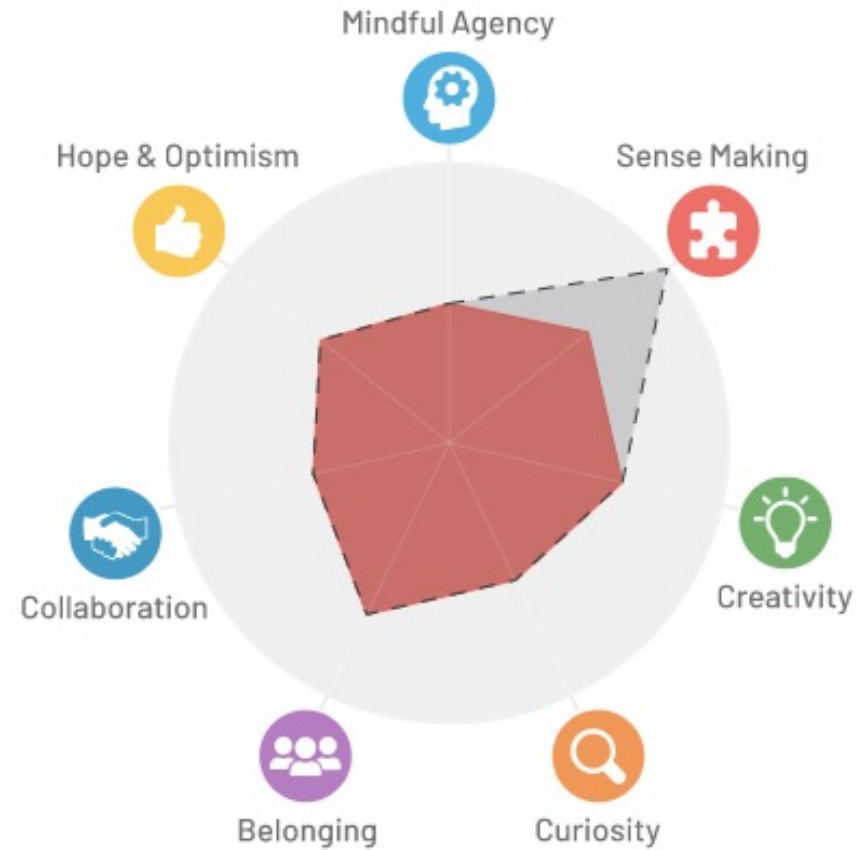 Mindful Agency
Hope & Optimism
Sense Making
Collaboration
Creativity
Belonging
Curiosity